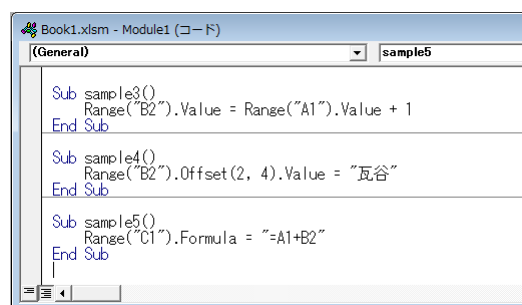 Book1.xlsm - Module1 (コード)
(General) sample5
Sub sample3()
Range("B2").Value = Range("A1").Value + 1
End Sub
Sub sample4()
Range("B2").Offset(2, 4).Value = "瓦谷"
End Sub
Sub sample5()
Range("C1").Formula = "=A1+B2"
End Sub